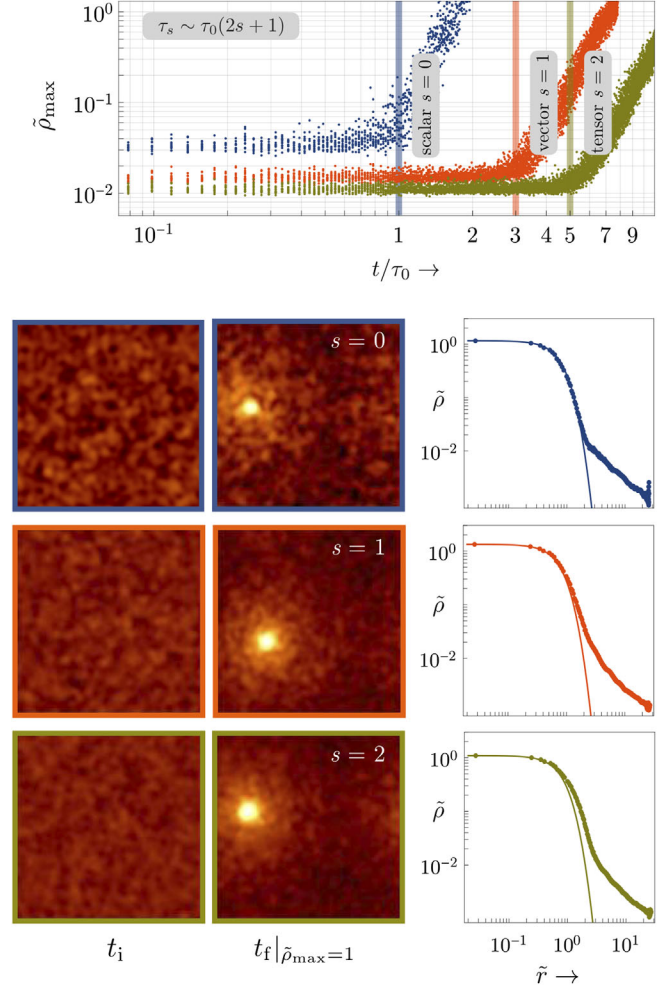 τ_s ∼ τ_0(2s + 1)
10^0
10^{-1}
10^{-2}
ρ̃_max
scalar s = 0
vector s = 1
tensor s = 2
10^{-1} 1 2 3 4 5 7 9
t/τ_0 →
s = 0
10^0
ρ̃
10^{-2}
s = 1
10^0
ρ̃
10^{-2}
s = 2
10^0
ρ̃
10^{-2}
10^{-1} 10^0 10^1
t_i t_f|_{ρ̃_max=1} r̃ →